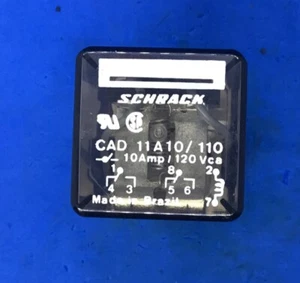 SCHRACK
CAD 11A10/110
10Amp/120 Vca
1 8 2
4 3 5 6
Made in Brazil 7